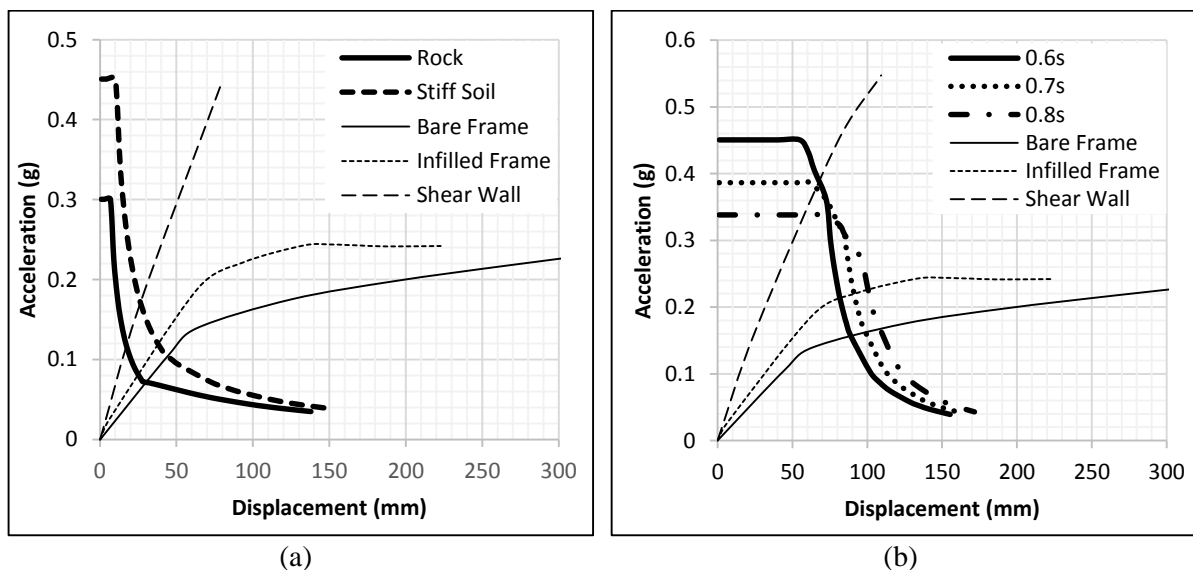 0.5
0.4
0.3
0.2
0.1
0
Acceleration (g)
Rock
Stiff Soil
Bare Frame
Infilled Frame
Shear Wall
0 50 100 150 200 250 300
Displacement (mm)
(a)
0.6
0.5
0.4
0.3
0.2
0.1
0
Acceleration (g)
0.6s
0.7s
0.8s
Bare Frame
Infilled Frame
Shear Wall
0 50 100 150 200 250 300
Displacement (mm)
(b)